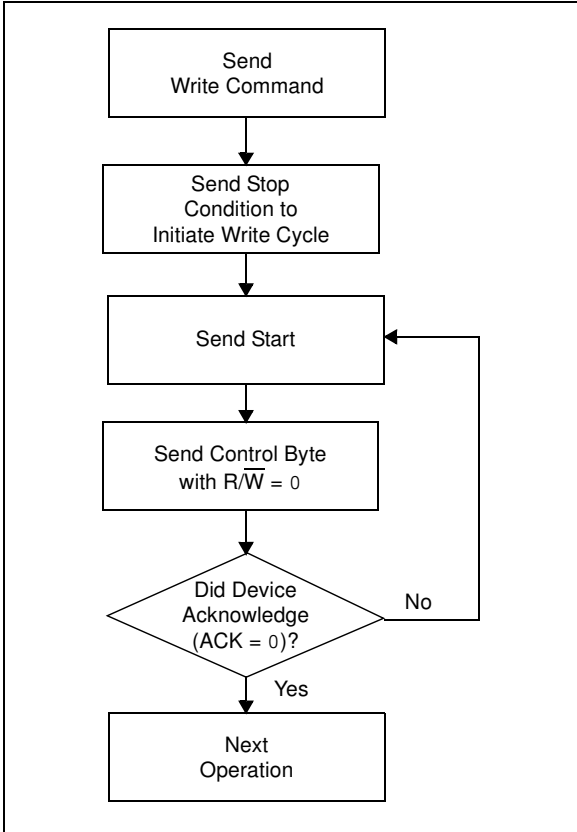 Send
Write Command
Send Stop
Condition to
Initiate Write Cycle
Send Start
Send Control Byte
with R/W̅ = 0
Did Device
Acknowledge
(ACK = 0)?
No
Yes
Next
Operation